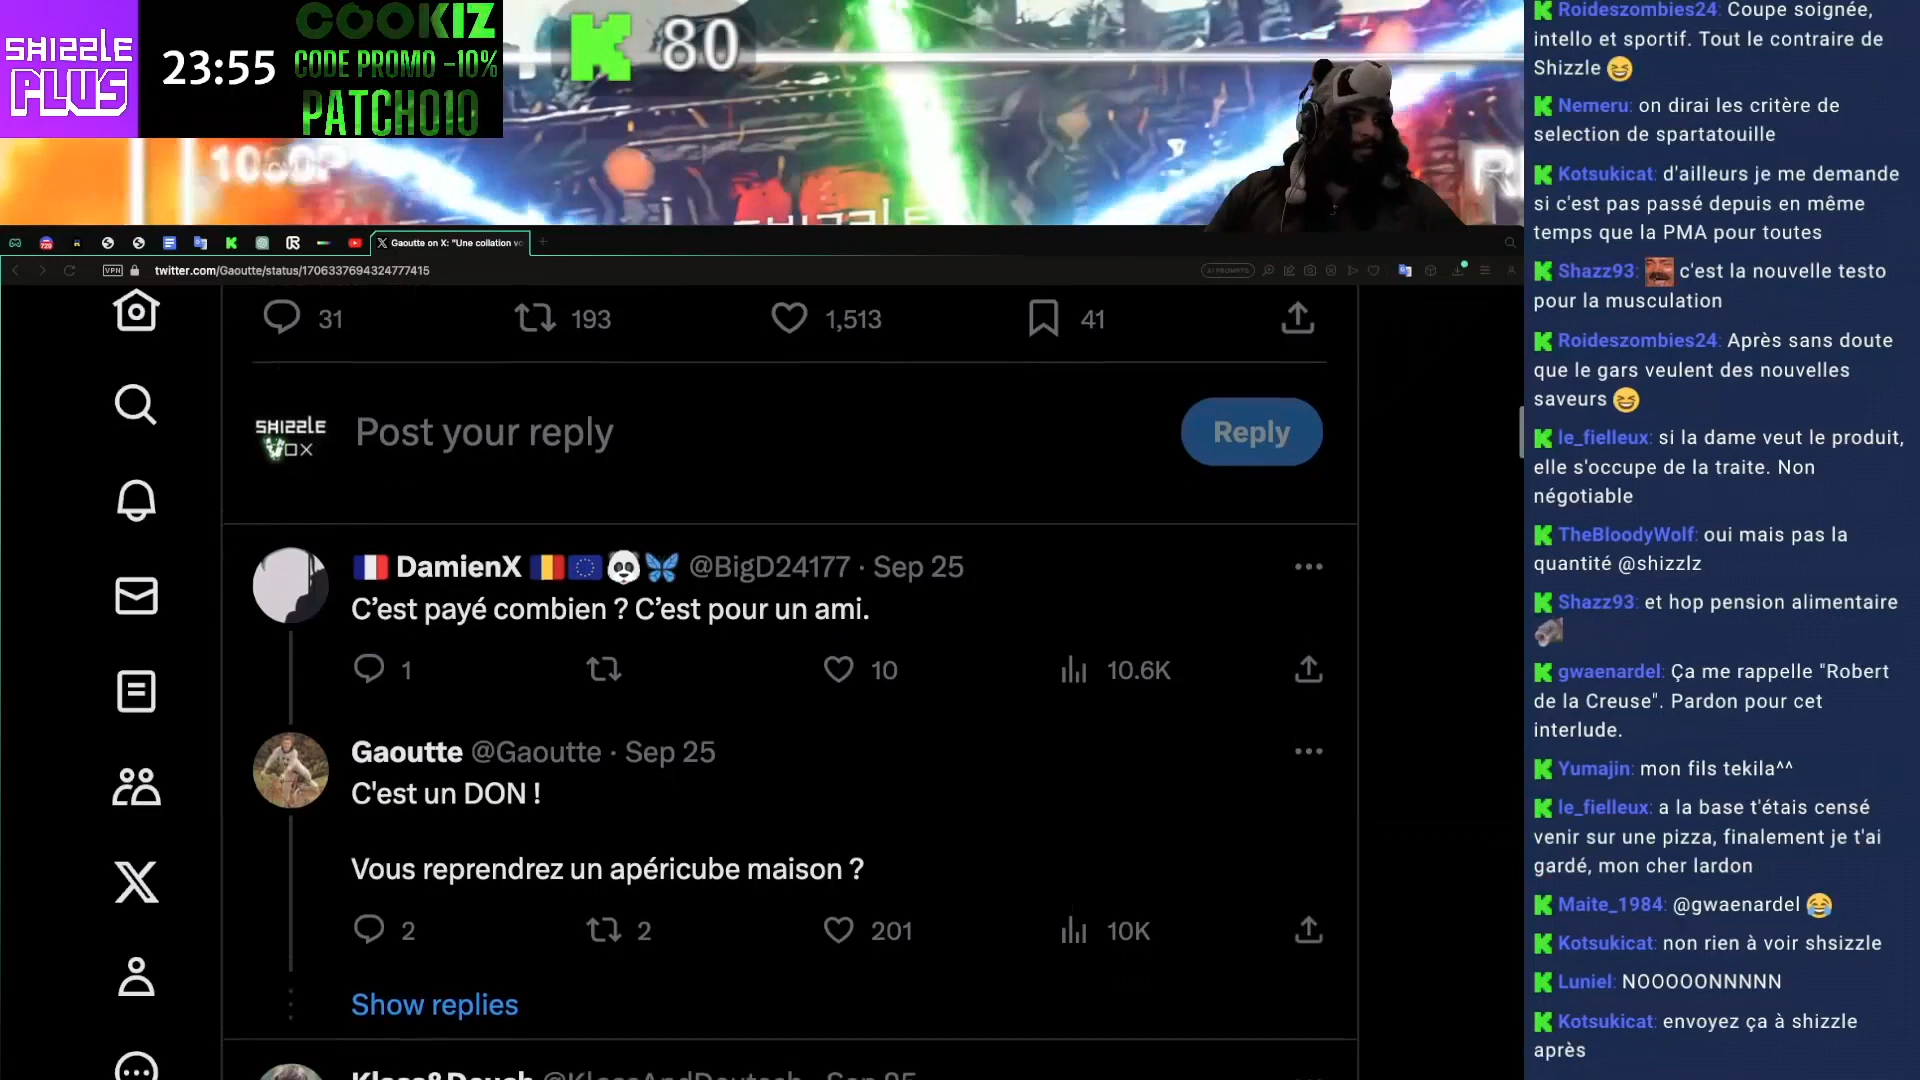 SHIZZLE
PLUS
23:55
COOKIZ
CODE PROMO -10%
PATCHO10
80
Gaoutte on X: "Une collation vo
VPN
twitter.com/Gaoutte/status/1706337694324777415
AI PROMPTS
31
193
1,513
41
SHIZZLE
VOX
Post your reply
Reply
🇫🇷 DamienX 🇷🇴🇪🇺🐼🦋 @BigD24177 · Sep 25
C’est payé combien ? C’est pour un ami.
1
10
10.6K
Gaoutte @Gaoutte · Sep 25
C'est un DON !
Vous reprendrez un apéricube maison ?
2
2
201
10K
Show replies
Roideszombies24: Coupe soignée,
intello et sportif. Tout le contraire de
Shizzle 😆
Nemeru: on dirai les critère de
selection de spartatouille
Kotsukicat: d'ailleurs je me demande
si c'est pas passé depuis en même
temps que la PMA pour toutes
Shazz93: c'est la nouvelle testo
pour la musculation
Roideszombies24: Après sans doute
que le gars veulent des nouvelles
saveurs 😆
le_fielleux: si la dame veut le produit,
elle s'occupe de la traite. Non
négotiable
TheBloodyWolf: oui mais pas la
quantité @shizzlz
Shazz93: et hop pension alimentaire
gwaenardel: Ça me rappelle "Robert
de la Creuse". Pardon pour cet
interlude.
Yumajin: mon fils tekila^^
le_fielleux: a la base t'étais censé
venir sur une pizza, finalement je t'ai
gardé, mon cher lardon
Maite_1984: @gwaenardel 😂
Kotsukicat: non rien à voir shsizzle
Luniel: NOOOOONNNNN
Kotsukicat: envoyez ça à shizzle
après